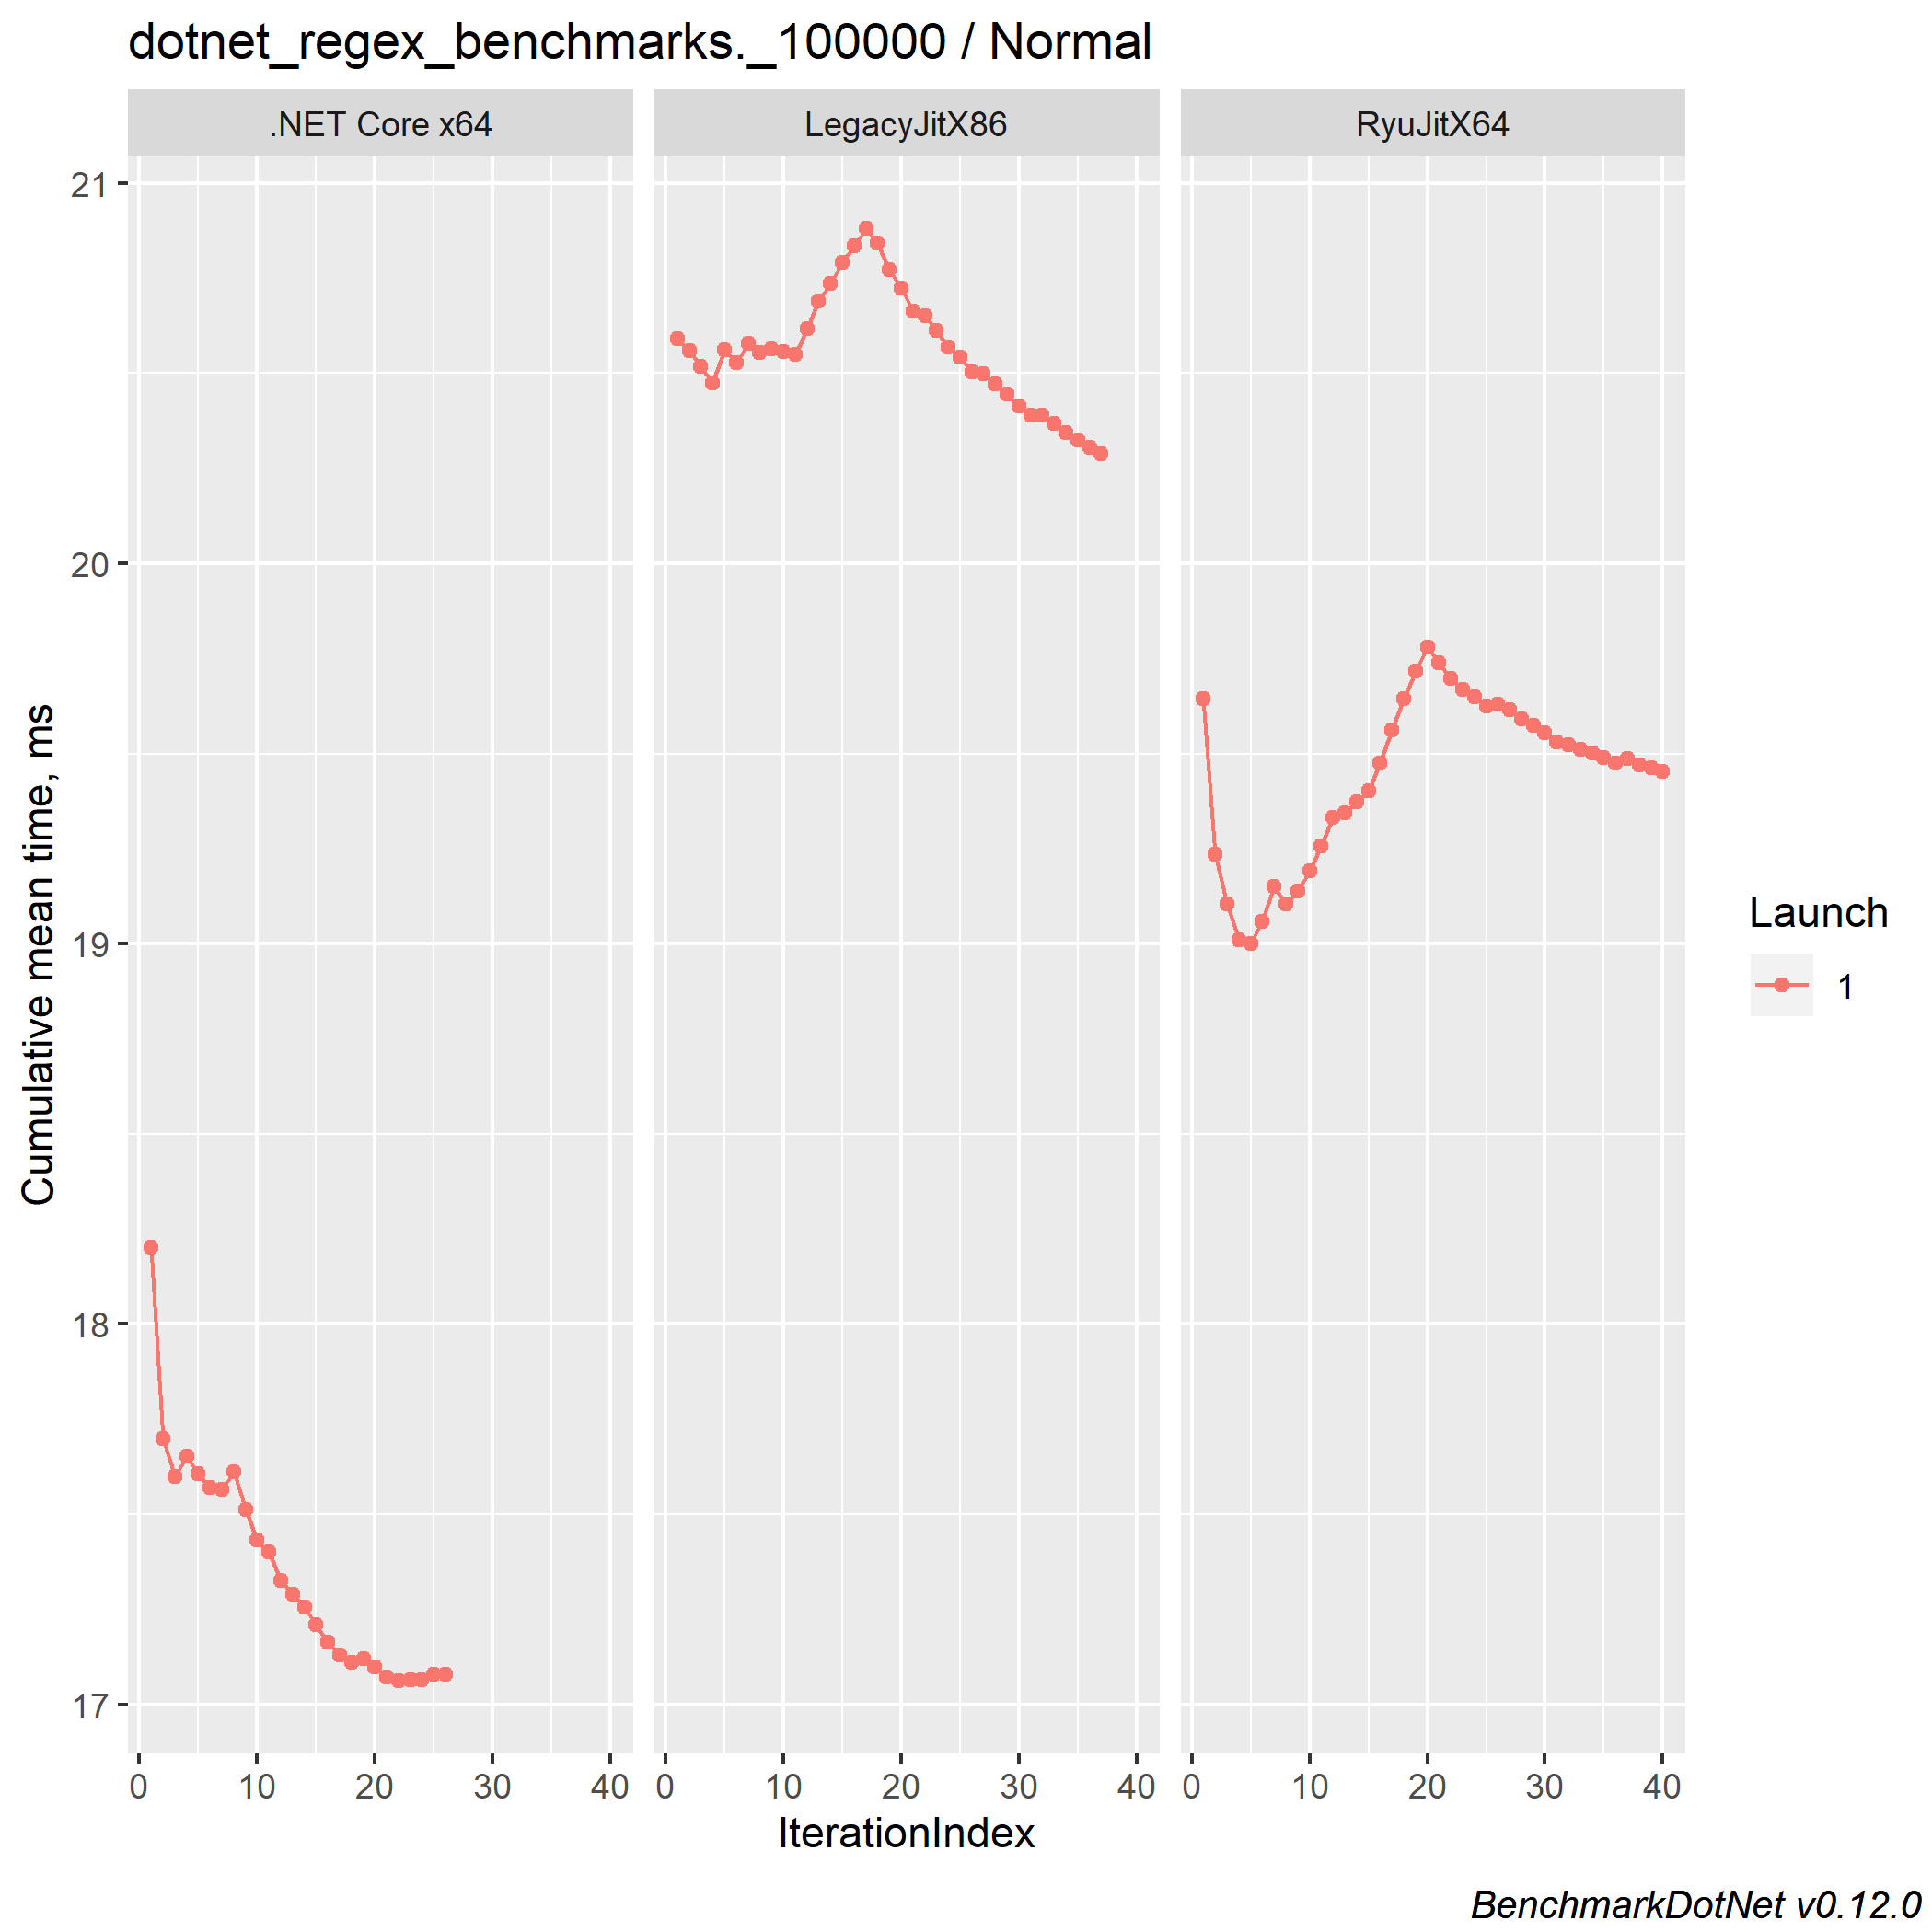 dotnet_regex_benchmarks._100000 / Normal
.NET Core x64
LegacyJitX86
RyuJitX64
Cumulative mean time, ms
21
20
19
18
17
0 10 20 30 40
0 10 20 30 40
0 10 20 30 40
IterationIndex
Launch
1
BenchmarkDotNet v0.12.0